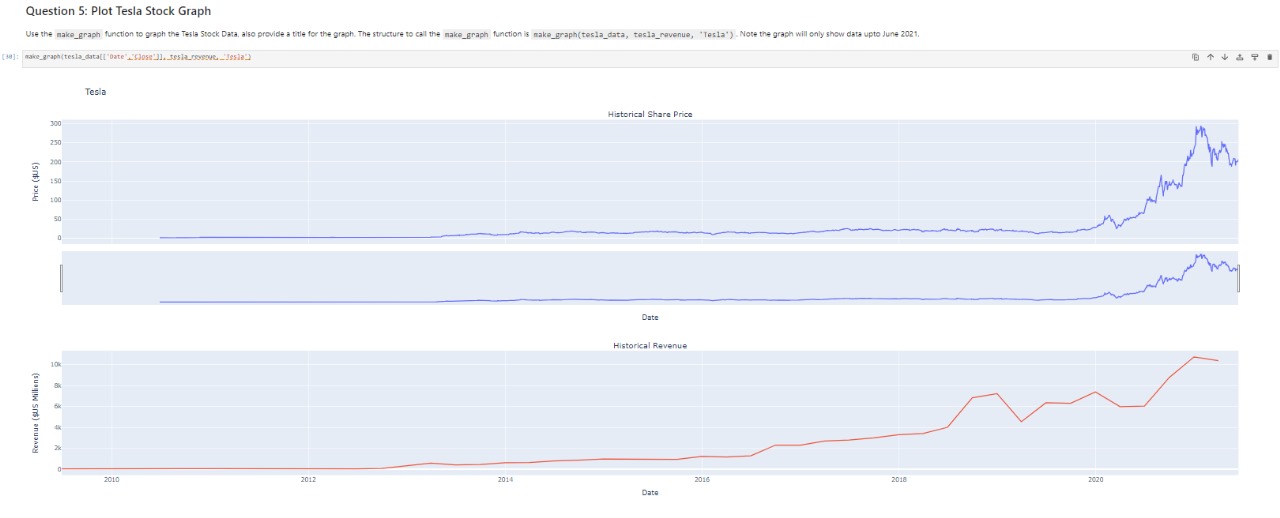 Question 5: Plot Tesla Stock Graph
Use the make_graph function to graph the Tesla Stock Data, also provide a title for the graph. The structure to call the make_graph function is make_graph(tesla_data, tesla_revenue, 'Tesla'). Note the graph will only show data upto June 2021.
[30]: make_graph(tesla_data[['Date','Close']], tesla_revenue, 'Tesla')
Tesla
Historical Share Price
300
250
200
150
100
50
0
Price ($US)
Date
Historical Revenue
10k
8k
6k
4k
2k
0
Revenue ($US Millions)
2010 2012 2014 2016 2018 2020
Date